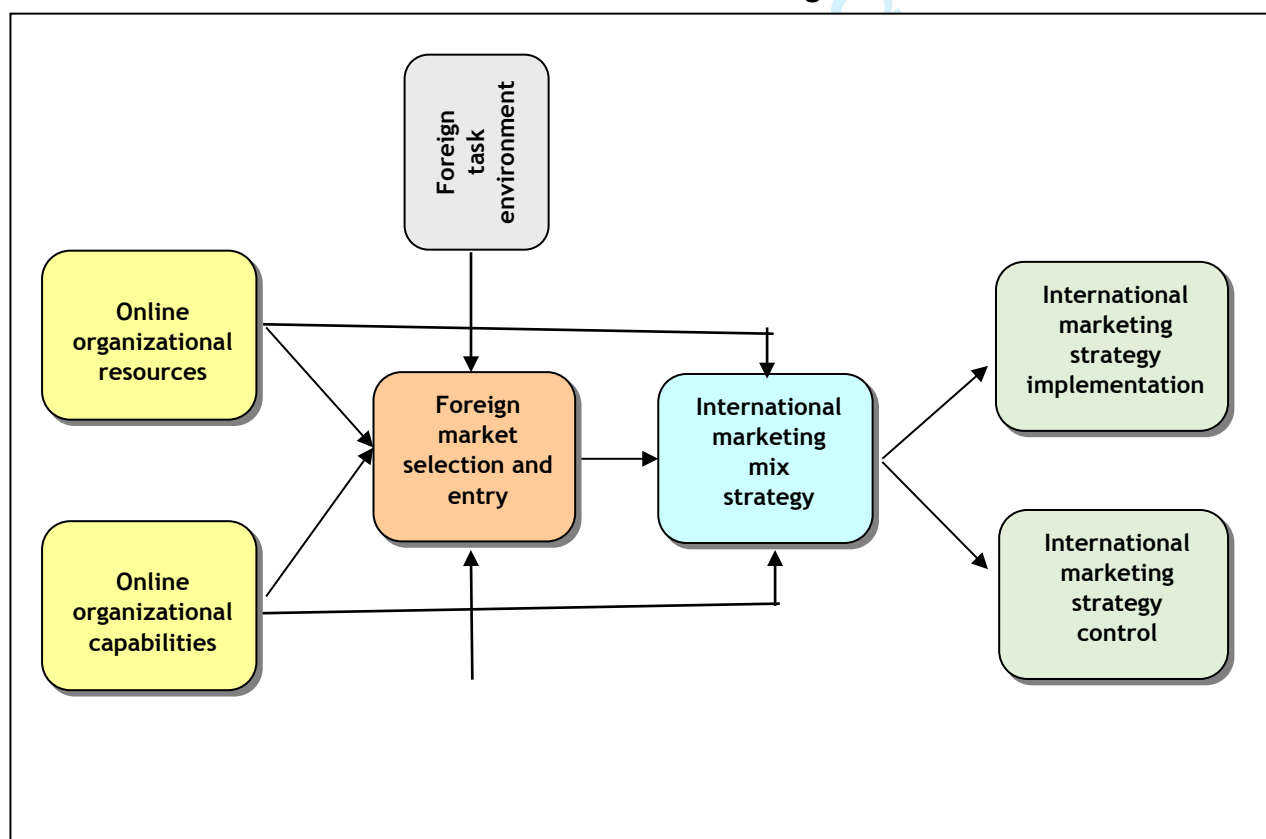 Foreign
task
environment
Online
organizational
resources
Online
organizational
capabilities
Foreign
market
selection and
entry
International
marketing
mix
strategy
International
marketing
strategy
implementation
International
marketing
strategy
control